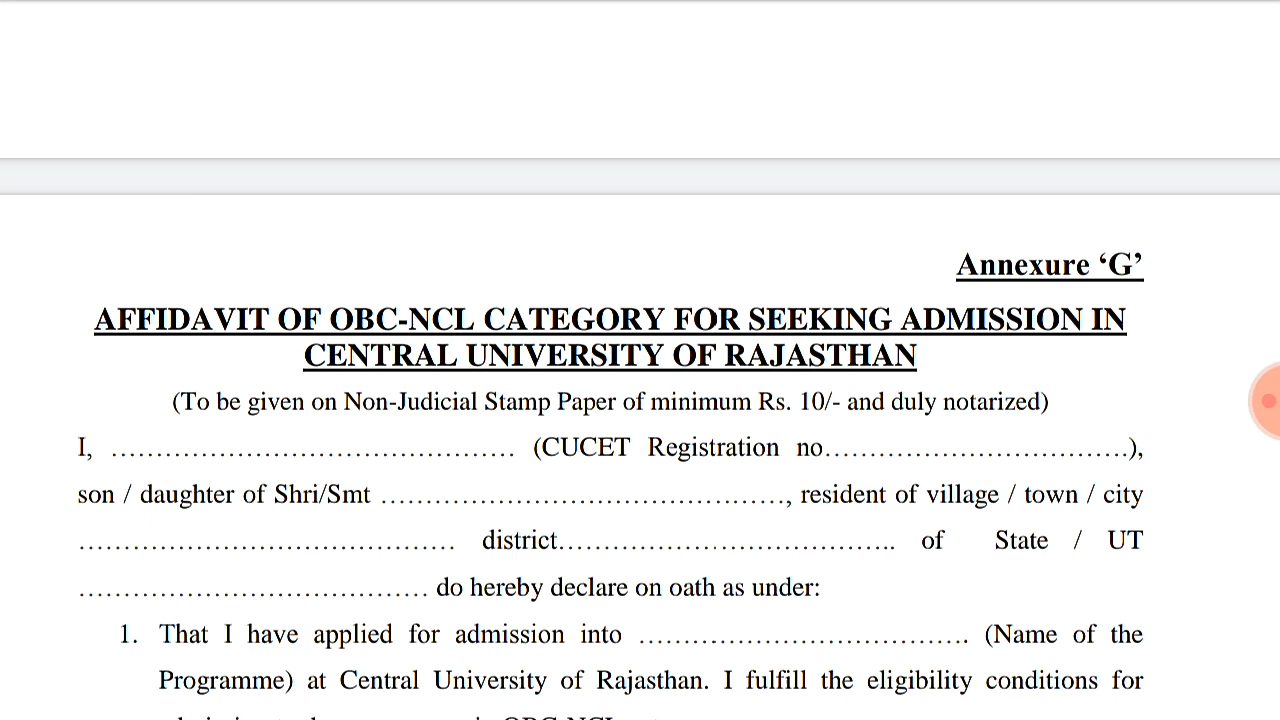 Annexure ‘G’
AFFIDAVIT OF OBC-NCL CATEGORY FOR SEEKING ADMISSION IN
CENTRAL UNIVERSITY OF RAJASTHAN
(To be given on Non-Judicial Stamp Paper of minimum Rs. 10/- and duly notarized)
I, ............................................. (CUCET Registration no..................................),
son / daughter of Shri/Smt ............................................., resident of village / town / city
.......................................... district...................................... of State / UT
....................................... do hereby declare on oath as under:
1. That I have applied for admission into ..................................... (Name of the
Programme) at Central University of Rajasthan. I fulfill the eligibility conditions for